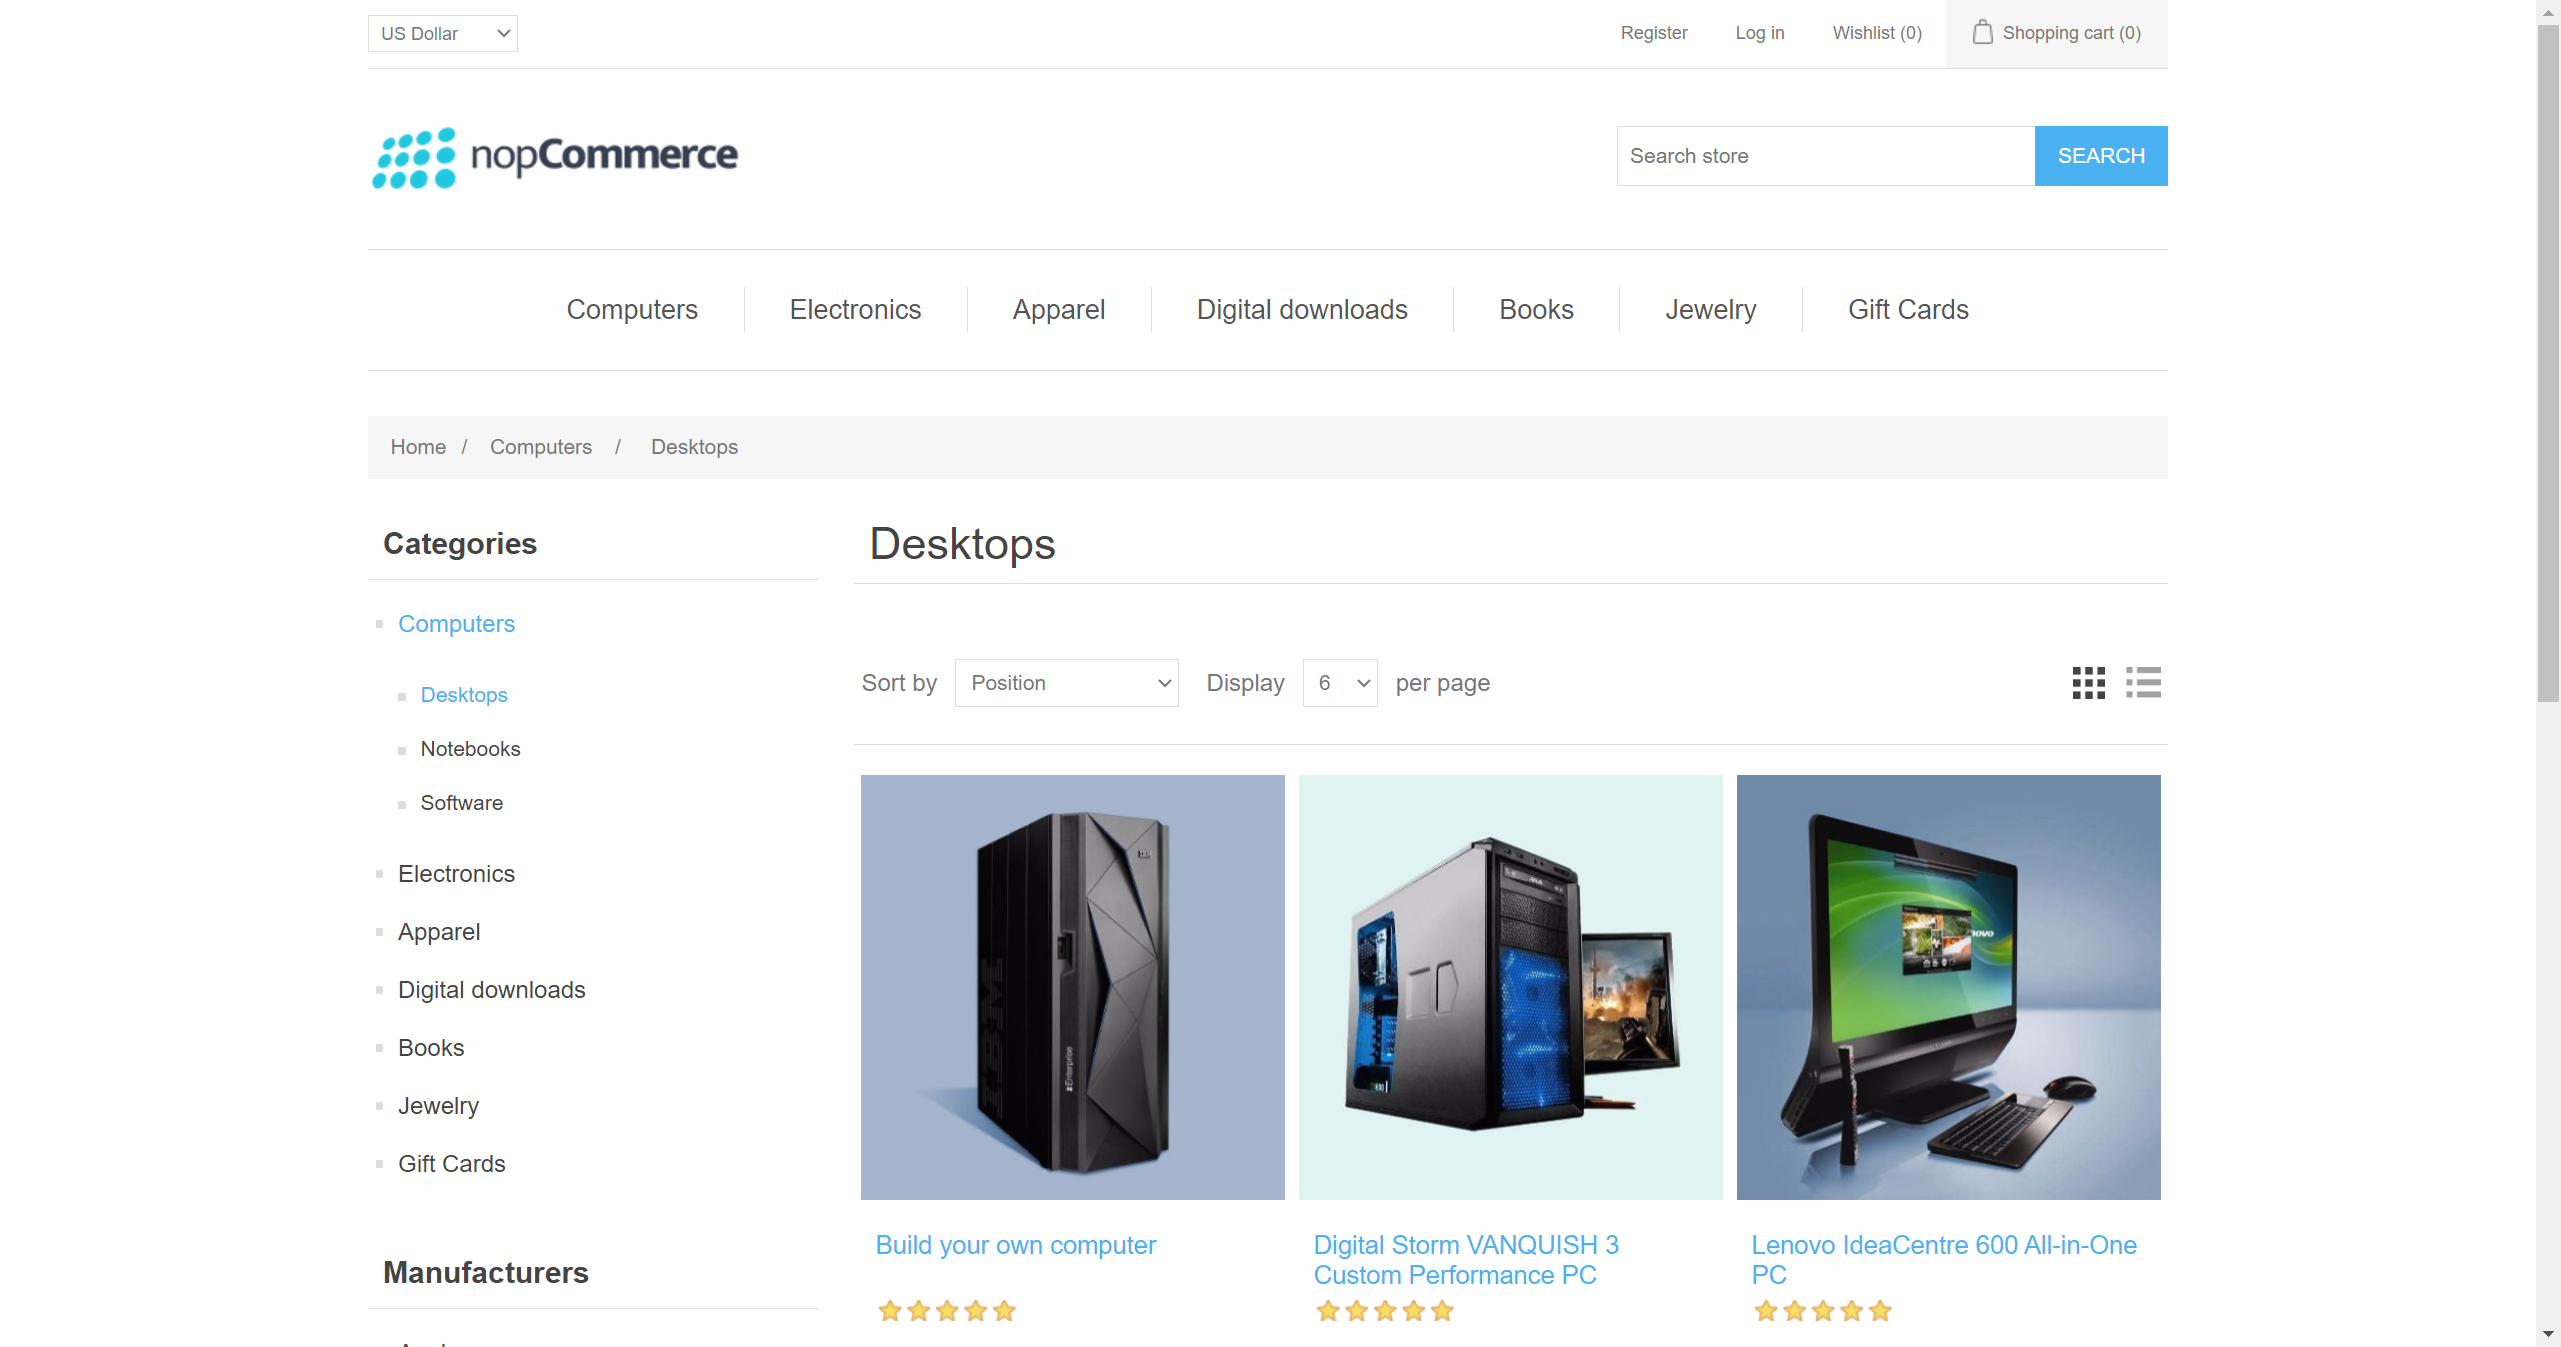 US Dollar
Register
Log in
Wishlist (0)
Shopping cart (0)
nopCommerce
Search store
SEARCH
Computers
Electronics
Apparel
Digital downloads
Books
Jewelry
Gift Cards
Home / Computers / Desktops
Categories
Computers
Desktops
Notebooks
Software
Electronics
Apparel
Digital downloads
Books
Jewelry
Gift Cards
Manufacturers
Desktops
Sort by Position Display 6 per page
IBM
zEnterprise
Build your own computer
Digital Storm VANQUISH 3
Custom Performance PC
Lenovo IdeaCentre 600 All-in-One
PC